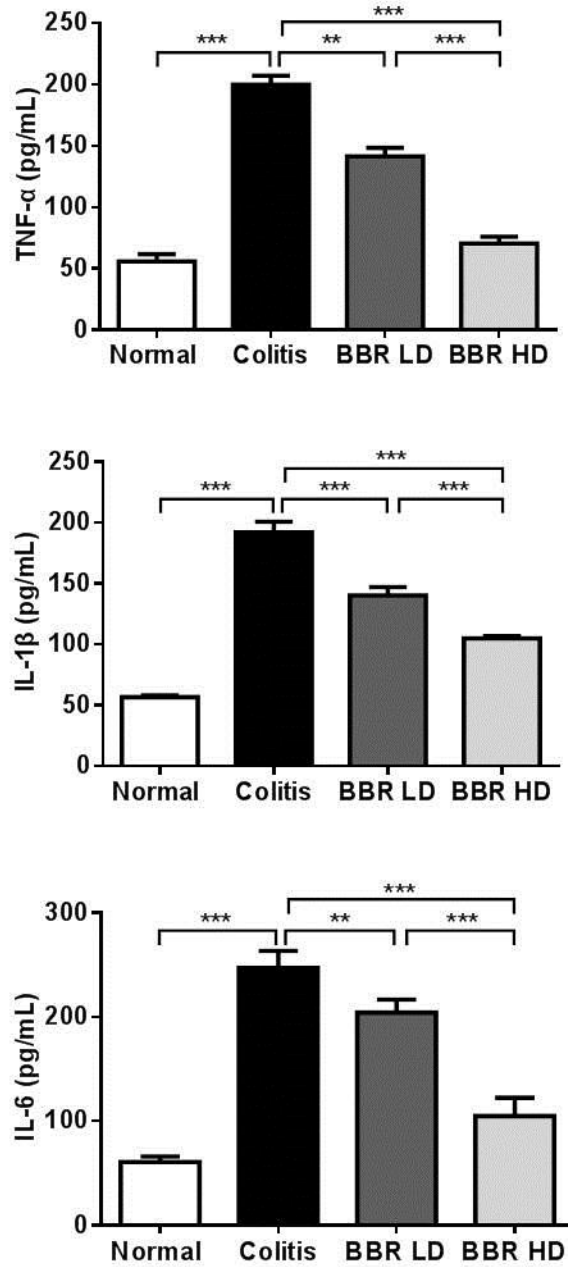 ***
*** ** ***
TNF-α (pg/mL)
250
200
150
100
50
0
Normal Colitis BBR LD BBR HD
***
*** *** ***
IL-1β (pg/mL)
250
200
150
100
50
0
Normal Colitis BBR LD BBR HD
***
*** ** ***
IL-6 (pg/mL)
300
200
100
0
Normal Colitis BBR LD BBR HD